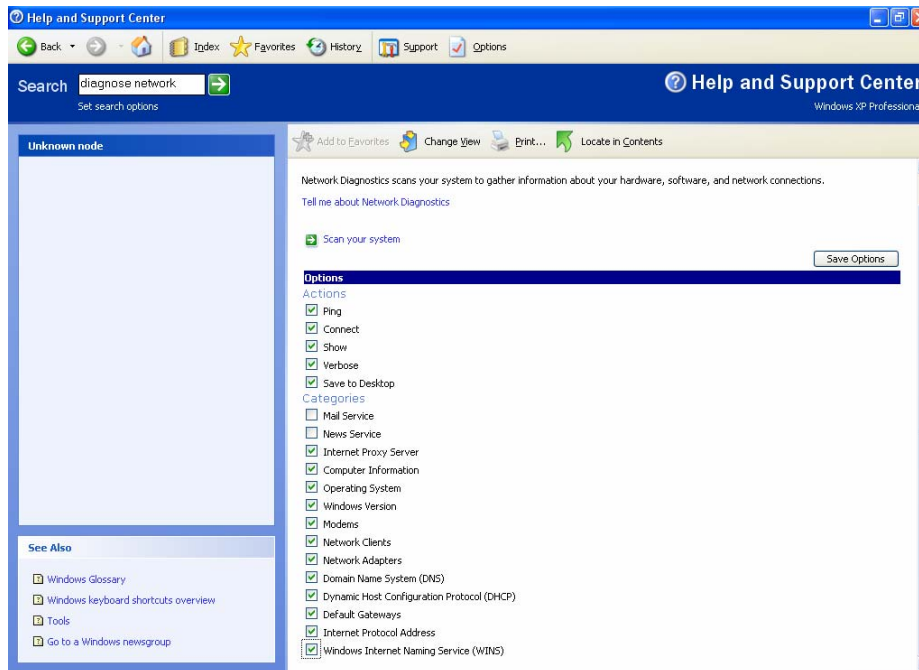 Help and Support Center
Back
Index
Favorites
History
Support
Options
Search
diagnose network
Set search options
Help and Support Center
Windows XP Professional
Unknown node
Add to Favorites
Change View
Print...
Locate in Contents
Network Diagnostics scans your system to gather information about your hardware, software, and network connections.
Tell me about Network Diagnostics
Scan your system
Save Options
Options
Actions
Ping
Connect
Show
Verbose
Save to Desktop
Categories
Mail Service
News Service
Internet Proxy Server
Computer Information
Operating System
Windows Version
Modems
Network Clients
Network Adapters
Domain Name System (DNS)
Dynamic Host Configuration Protocol (DHCP)
Default Gateways
Internet Protocol Address
Windows Internet Naming Service (WINS)
See Also
Windows Glossary
Windows keyboard shortcuts overview
Tools
Go to a Windows newsgroup